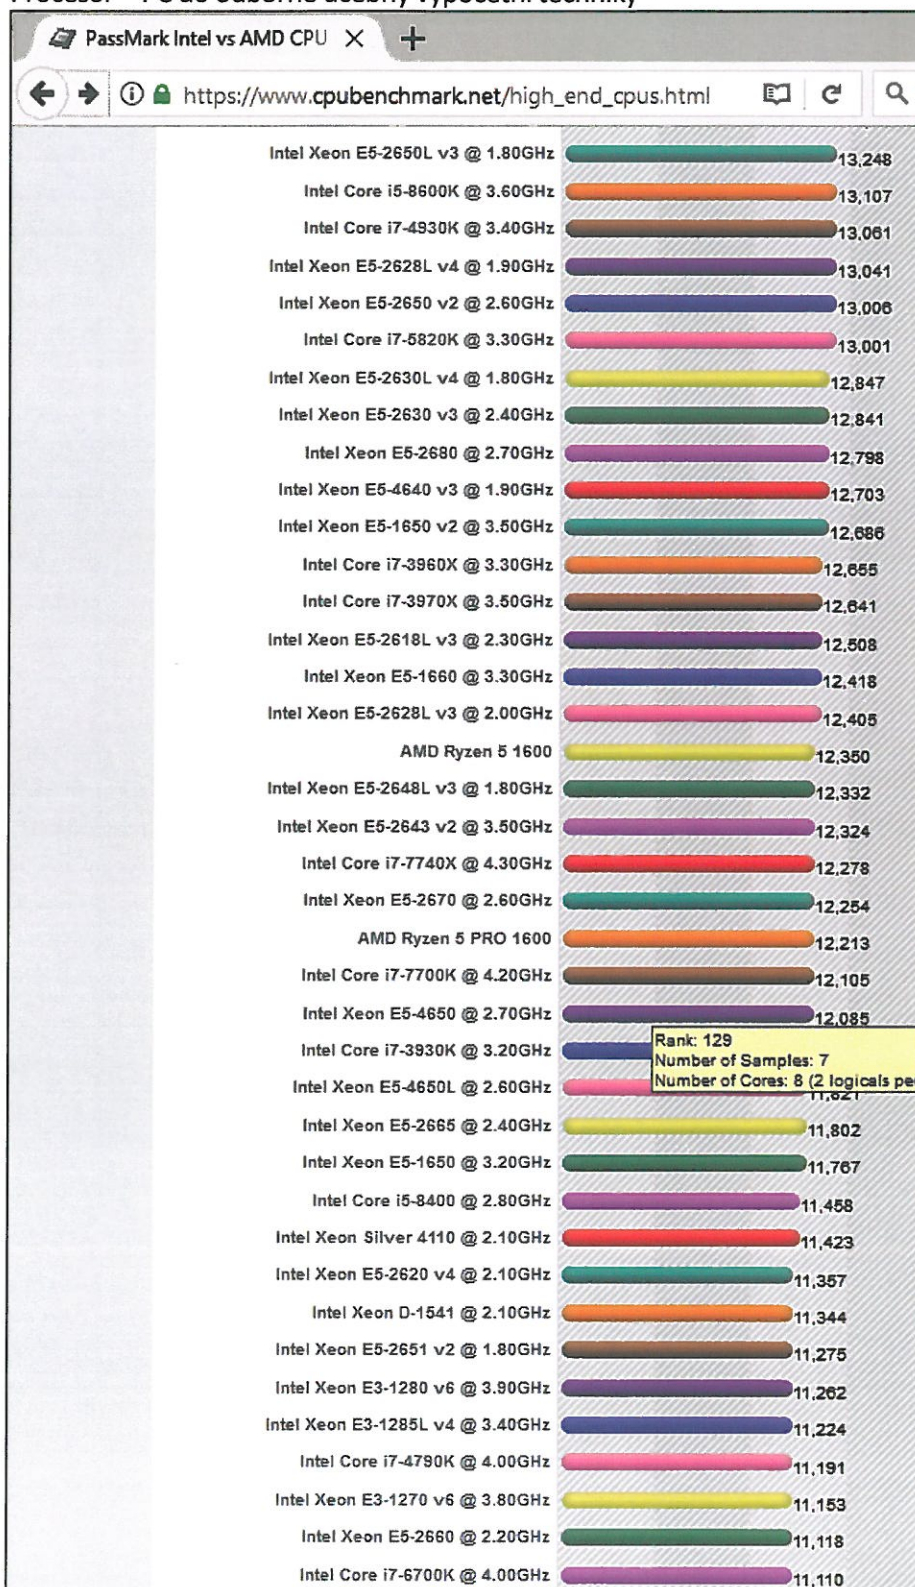 PassMark Intel vs AMD CPU
https://www.cpubenchmark.net/high_end_cpus.html
Intel Xeon E5-2650L v3 @ 1.80GHz 13,248
Intel Core i5-8600K @ 3.60GHz 13,107
Intel Core i7-4930K @ 3.40GHz 13,061
Intel Xeon E5-2628L v4 @ 1.90GHz 13,041
Intel Xeon E5-2650 v2 @ 2.60GHz 13,006
Intel Core i7-5820K @ 3.30GHz 13,001
Intel Xeon E5-2630L v4 @ 1.80GHz 12,847
Intel Xeon E5-2630 v3 @ 2.40GHz 12,841
Intel Xeon E5-2680 @ 2.70GHz 12,798
Intel Xeon E5-4640 v3 @ 1.90GHz 12,703
Intel Xeon E5-1650 v2 @ 3.50GHz 12,686
Intel Core i7-3960X @ 3.30GHz 12,655
Intel Core i7-3970X @ 3.50GHz 12,641
Intel Xeon E5-2618L v3 @ 2.30GHz 12,508
Intel Xeon E5-1660 @ 3.30GHz 12,418
Intel Xeon E5-2628L v3 @ 2.00GHz 12,405
AMD Ryzen 5 1600 12,350
Intel Xeon E5-2648L v3 @ 1.80GHz 12,332
Intel Xeon E5-2643 v2 @ 3.50GHz 12,324
Intel Core i7-7740X @ 4.30GHz 12,278
Intel Xeon E5-2670 @ 2.60GHz 12,254
AMD Ryzen 5 PRO 1600 12,213
Intel Core i7-7700K @ 4.20GHz 12,105
Intel Xeon E5-4650 @ 2.70GHz 12,085
Rank: 129
Intel Core i7-3930K @ 3.20GHz
Number of Samples: 7
Number of Cores: 8 (2 logicals pe
Intel Xeon E5-4650L @ 2.60GHz 11,821
Intel Xeon E5-2665 @ 2.40GHz 11,802
Intel Xeon E5-1650 @ 3.20GHz 11,767
Intel Core i5-8400 @ 2.80GHz 11,458
Intel Xeon Silver 4110 @ 2.10GHz 11,423
Intel Xeon E5-2620 v4 @ 2.10GHz 11,357
Intel Xeon D-1541 @ 2.10GHz 11,344
Intel Xeon E5-2651 v2 @ 1.80GHz 11,275
Intel Xeon E3-1280 v6 @ 3.90GHz 11,262
Intel Xeon E3-1285L v4 @ 3.40GHz 11,224
Intel Core i7-4790K @ 4.00GHz 11,191
Intel Xeon E3-1270 v6 @ 3.80GHz 11,153
Intel Xeon E5-2660 @ 2.20GHz 11,118
Intel Core i7-6700K @ 4.00GHz 11,110